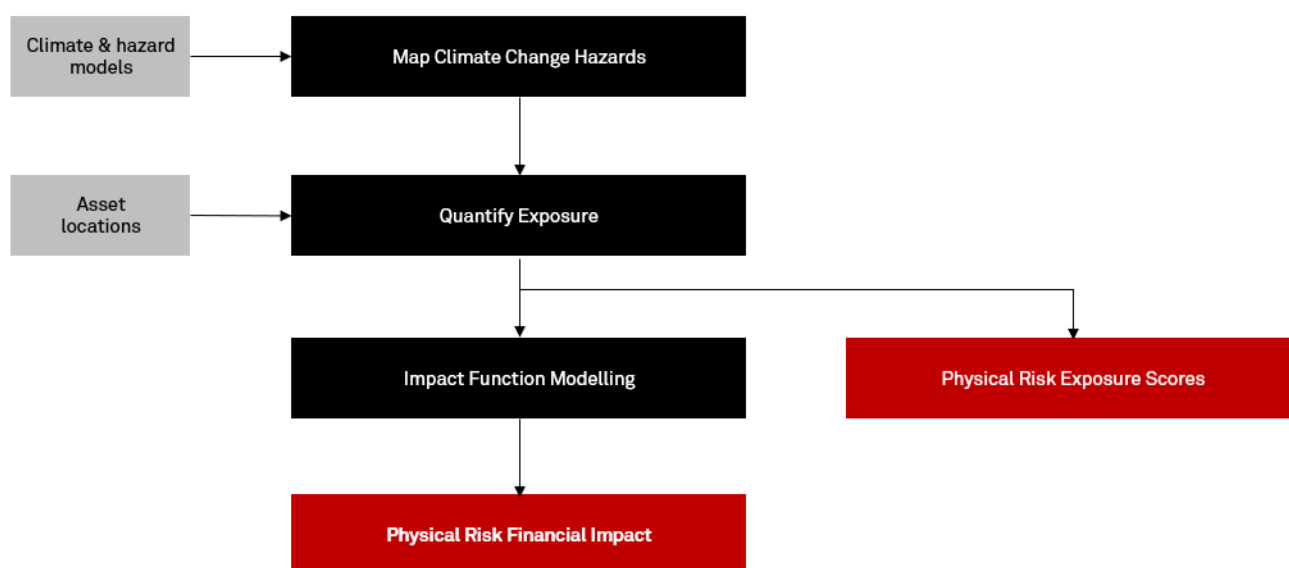 Climate & hazard
models
Map Climate Change Hazards
Asset
locations
Quantify Exposure
Impact Function Modelling
Physical Risk Exposure Scores
Physical Risk Financial Impact